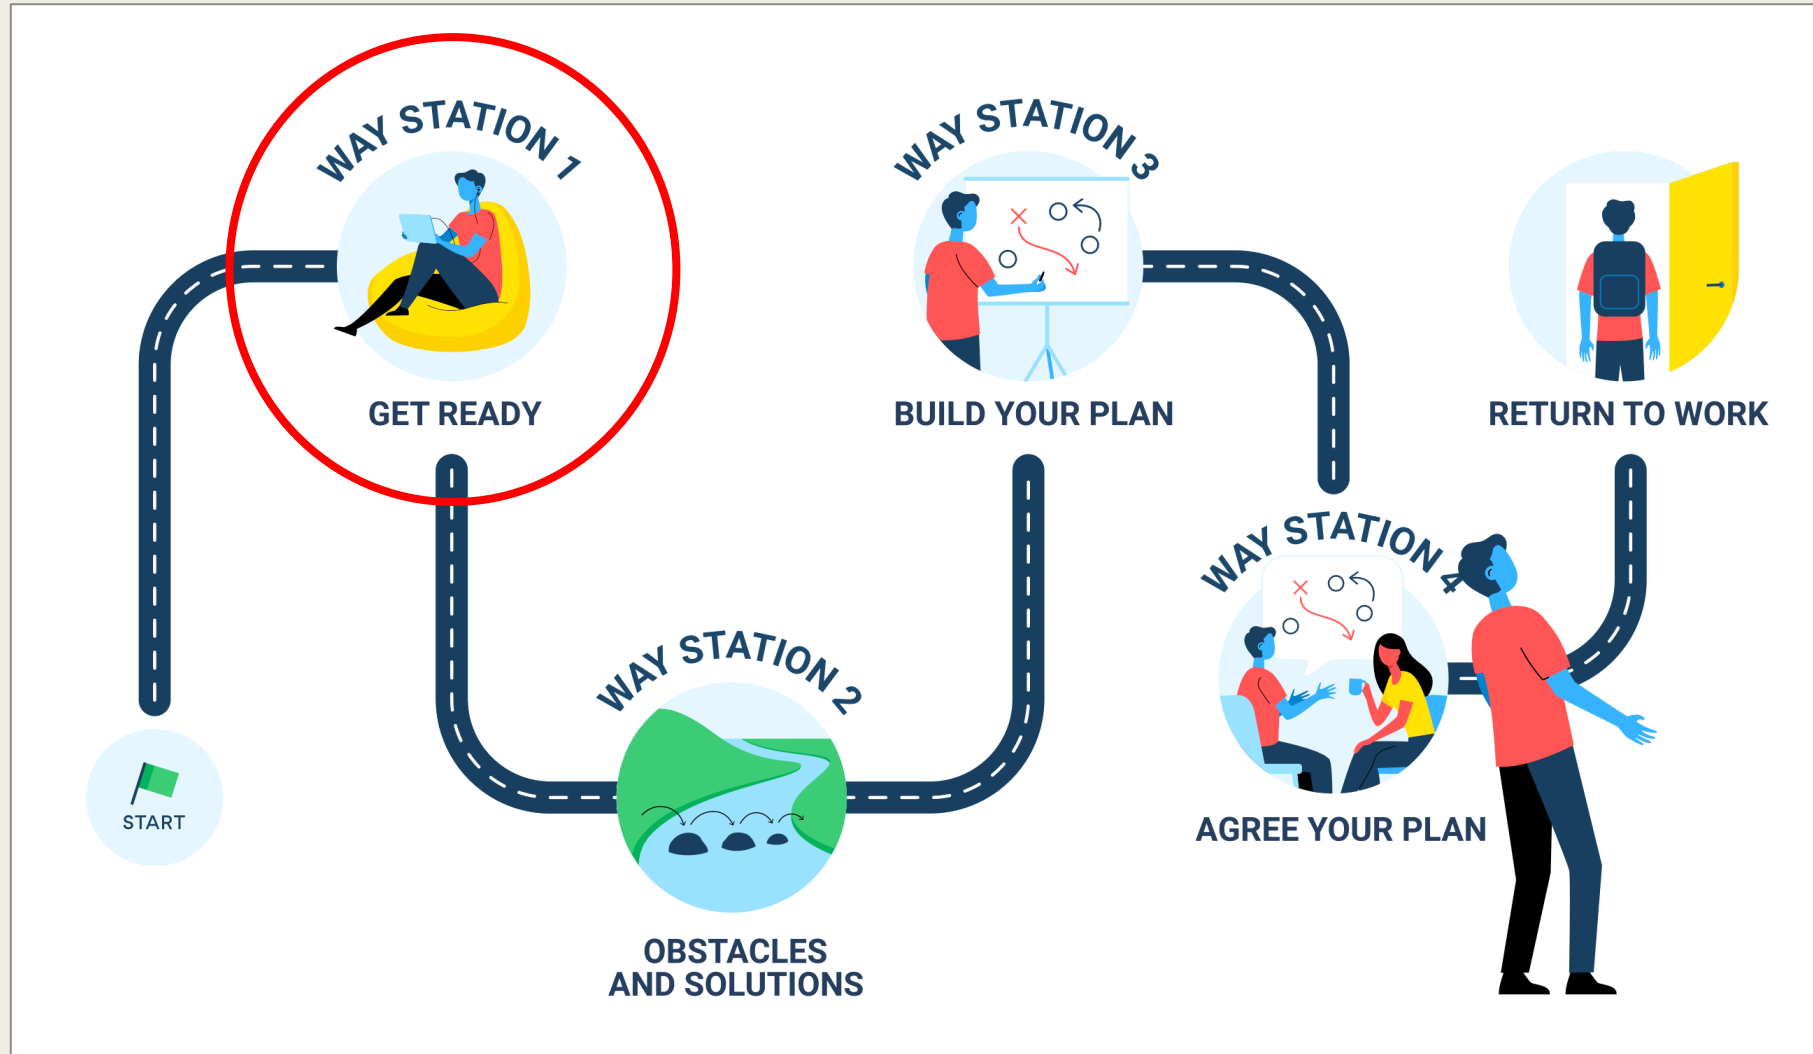 START
WAY STATION 1
GET READY
WAY STATION 2
OBSTACLES
AND SOLUTIONS
WAY STATION 3
BUILD YOUR PLAN
WAY STATION 4
AGREE YOUR PLAN
RETURN TO WORK